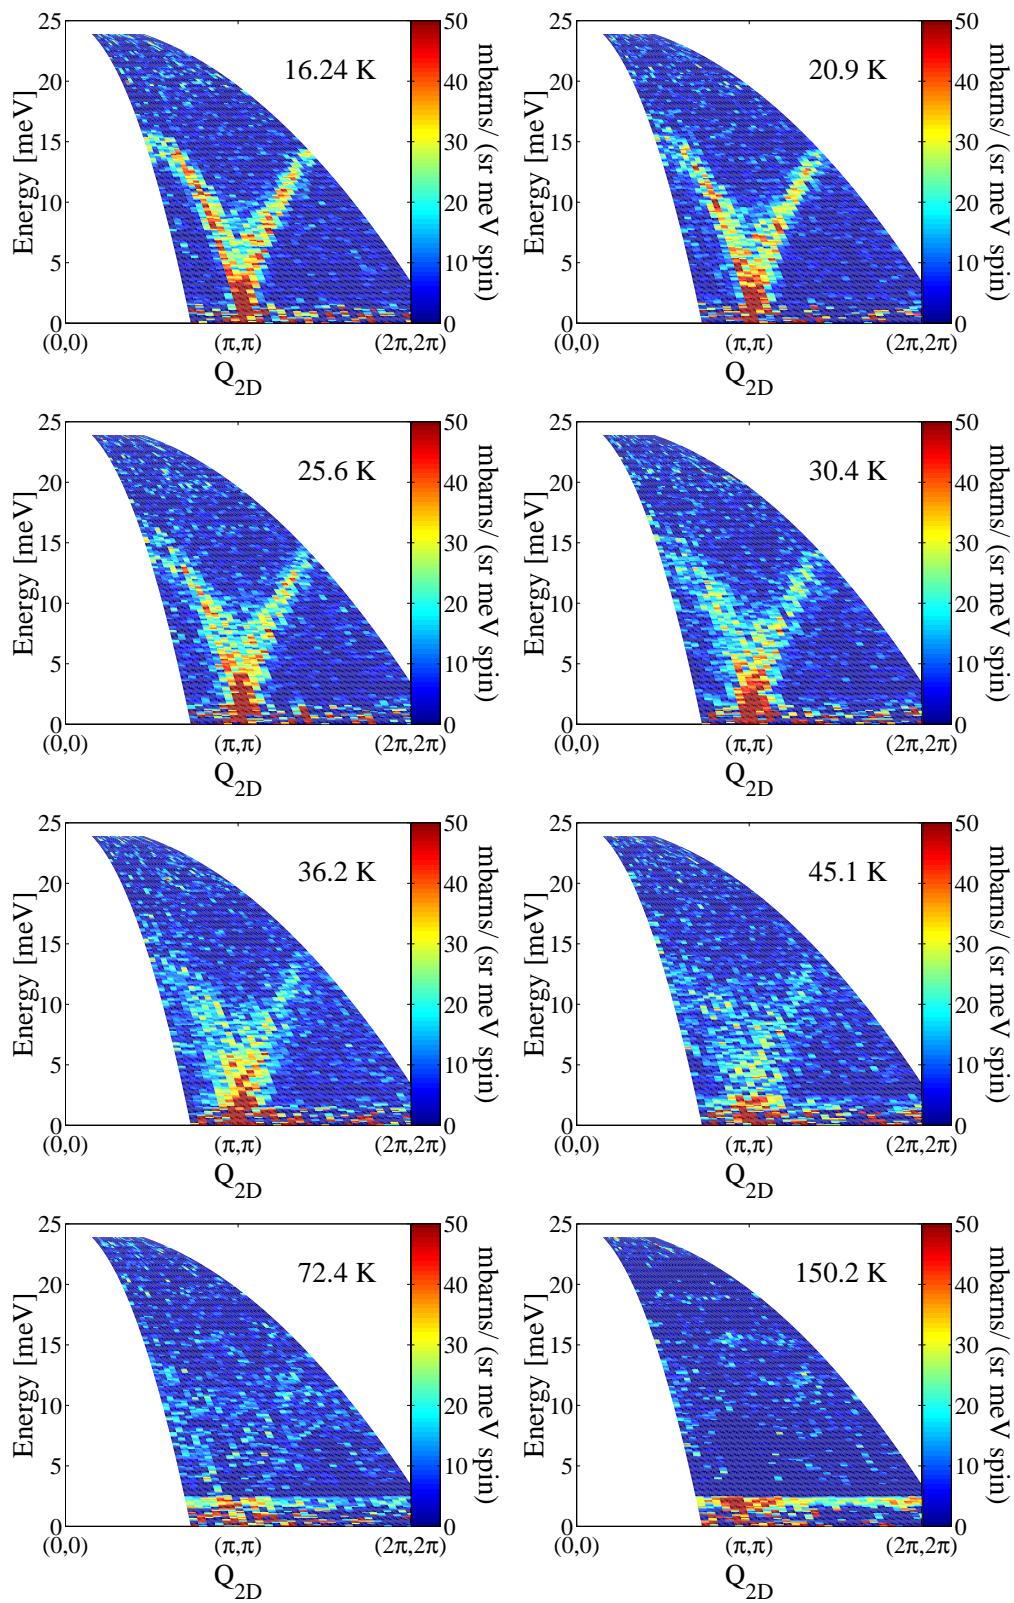 25
20
15
10
5
0
Energy [meV]
16.24 K
(0,0)
(π,π)
(2π,2π)
Q2D
50
40
30
20
10
0
mbarns/ (sr meV spin)
25
20
15
10
5
0
Energy [meV]
20.9 K
(0,0)
(π,π)
(2π,2π)
Q2D
50
40
30
20
10
0
mbarns/ (sr meV spin)
25
20
15
10
5
0
Energy [meV]
25.6 K
(0,0)
(π,π)
(2π,2π)
Q2D
50
40
30
20
10
0
mbarns/ (sr meV spin)
25
20
15
10
5
0
Energy [meV]
30.4 K
(0,0)
(π,π)
(2π,2π)
Q2D
50
40
30
20
10
0
mbarns/ (sr meV spin)
25
20
15
10
5
0
Energy [meV]
36.2 K
(0,0)
(π,π)
(2π,2π)
Q2D
50
40
30
20
10
0
mbarns/ (sr meV spin)
25
20
15
10
5
0
Energy [meV]
45.1 K
(0,0)
(π,π)
(2π,2π)
Q2D
50
40
30
20
10
0
mbarns/ (sr meV spin)
25
20
15
10
5
0
Energy [meV]
72.4 K
(0,0)
(π,π)
(2π,2π)
Q2D
50
40
30
20
10
0
mbarns/ (sr meV spin)
25
20
15
10
5
0
Energy [meV]
150.2 K
(0,0)
(π,π)
(2π,2π)
Q2D
50
40
30
20
10
0
mbarns/ (sr meV spin)